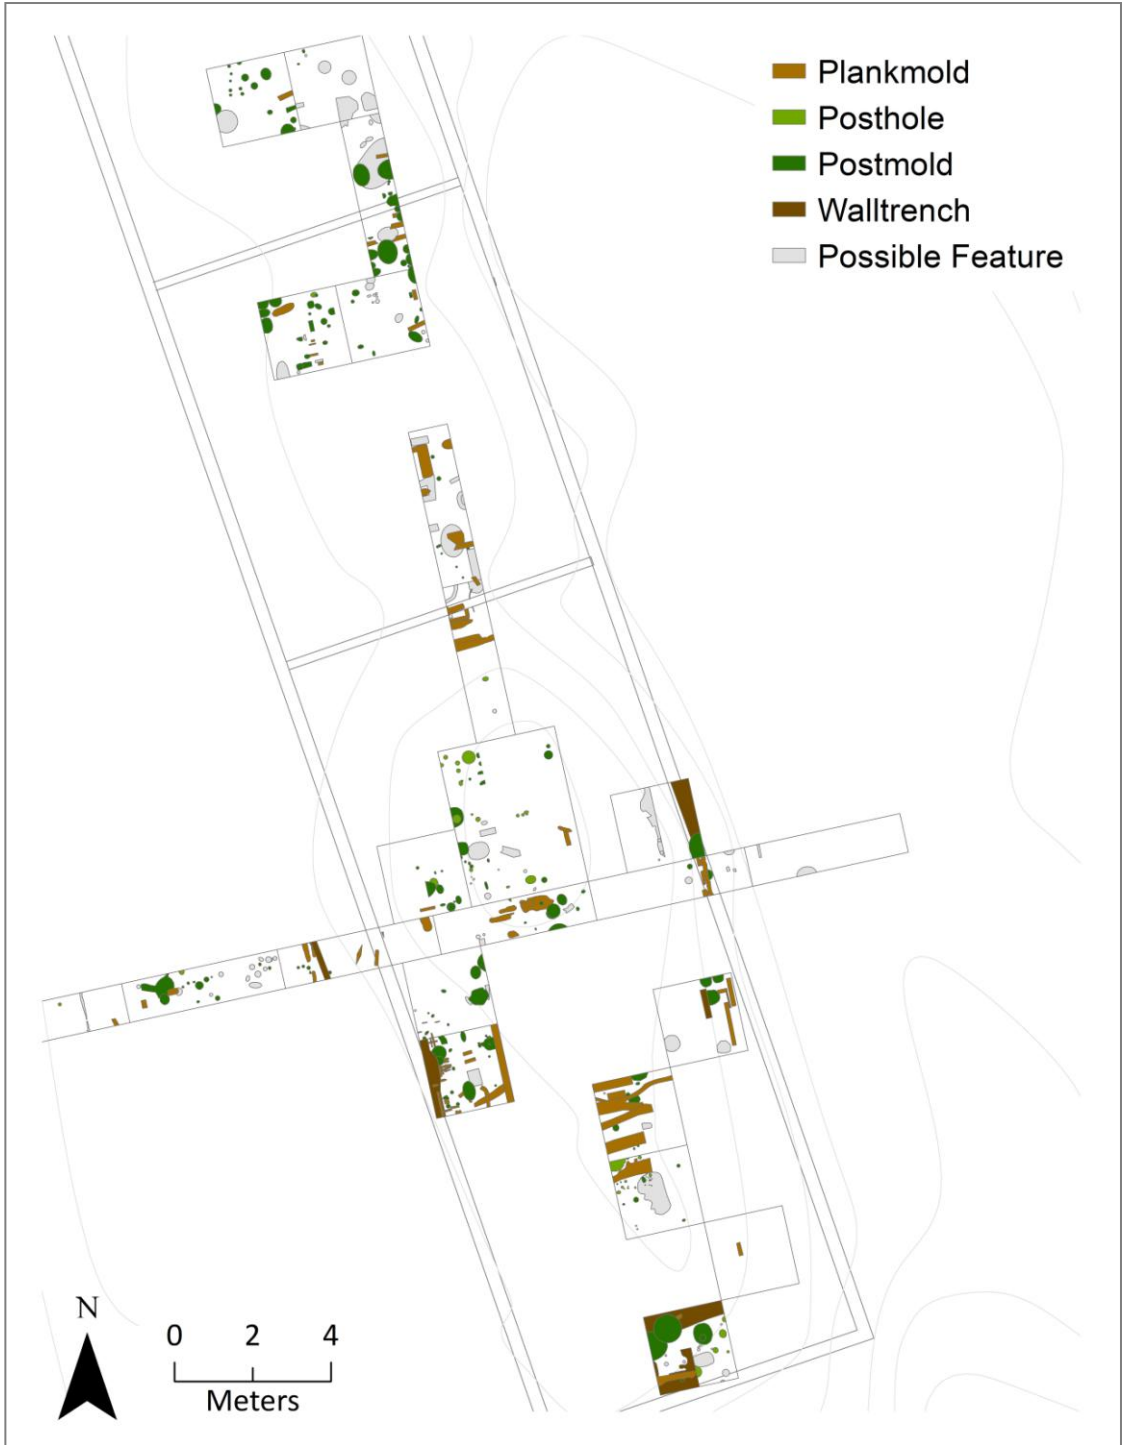 Plankmold
Posthole
Postmold
Walltrench
Possible Feature
N
0 2 4
Meters